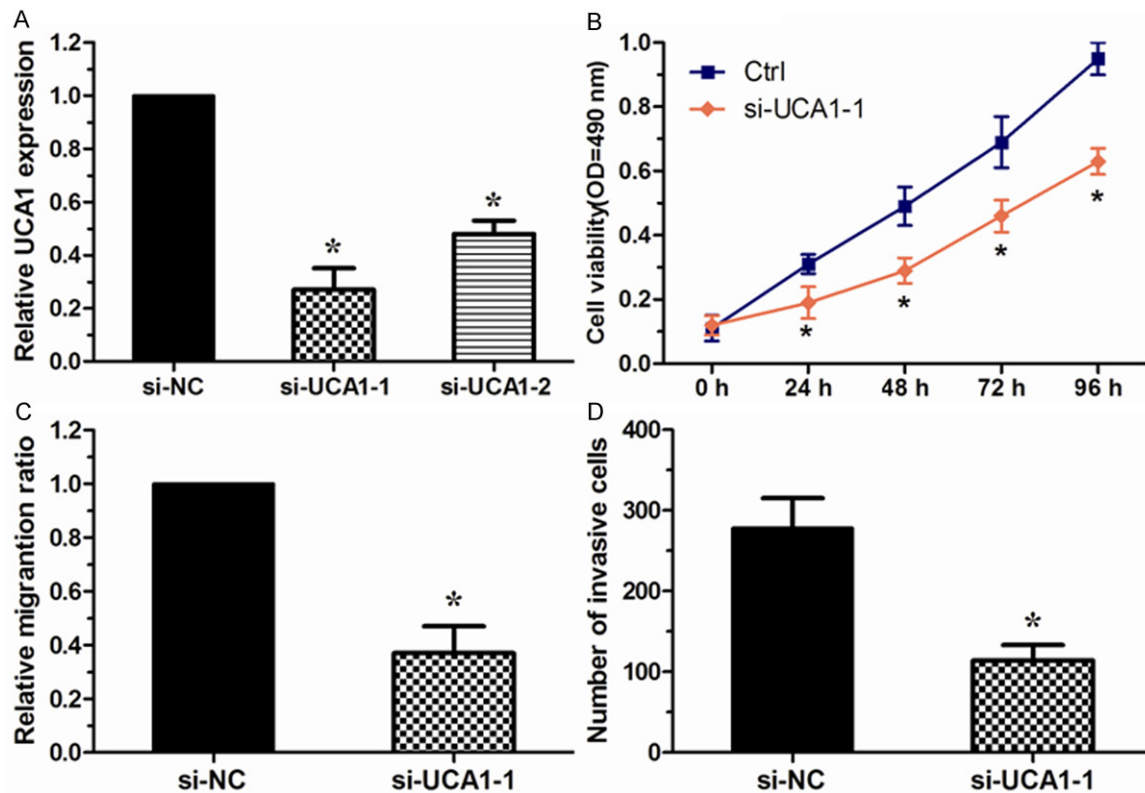 A
Relative UCA1 expression
1.2
1.0
0.8
0.6
0.4
0.2
0.0
*
*
si-NC si-UCA1-1 si-UCA1-2
B
Cell viability(OD=490 nm)
1.0
0.8
0.6
0.4
0.2
0.0
Ctrl
si-UCA1-1
*
*
*
*
0 h 24 h 48 h 72 h 96 h
C
Relative migrantion ratio
1.2
1.0
0.8
0.6
0.4
0.2
0.0
*
si-NC si-UCA1-1
D
Number of invasive cells
400
300
200
100
0
*
si-NC si-UCA1-1